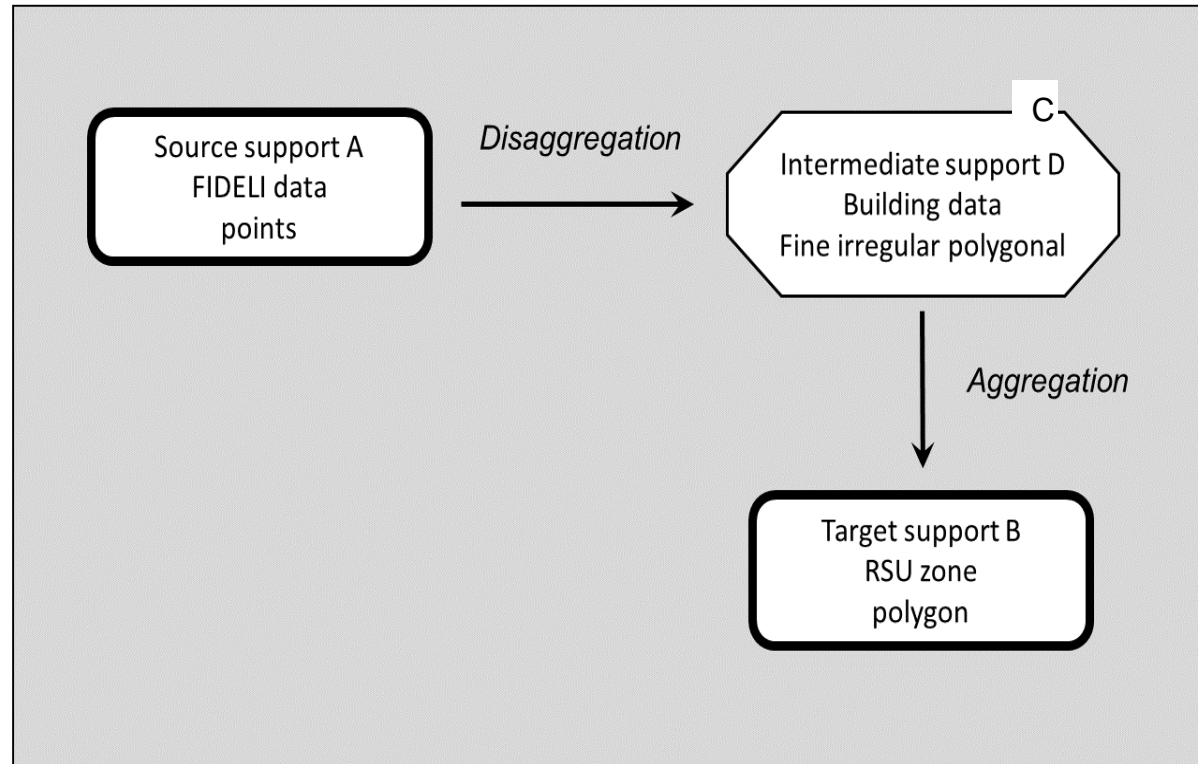 Source support A
FIDELI data
points
Disaggregation
C
Intermediate support D
Building data
Fine irregular polygonal
Aggregation
Target support B
RSU zone
polygon